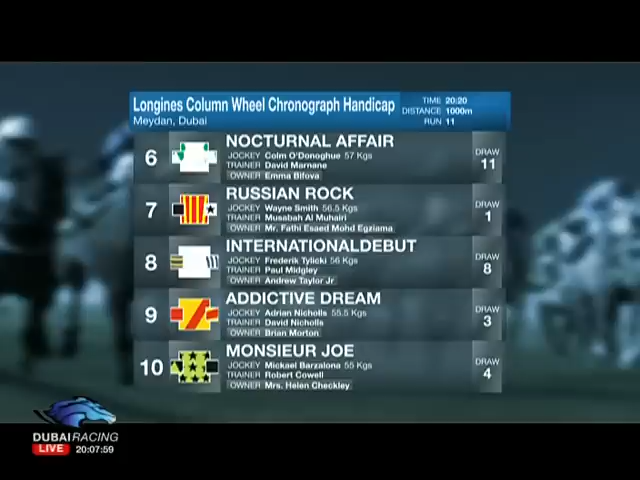 Longines Column Wheel Chronograph Handicap
Meydan, Dubai
TIME 20:20
DISTANCE 1000m
RUN 11
6
NOCTURNAL AFFAIR
JOCKEY Colm O'Donoghue 57 Kgs
TRAINER David Marnane
OWNER Emma Bifova
DRAW
11
7
RUSSIAN ROCK
JOCKEY Wayne Smith 56.5 Kgs
TRAINER Musabah Al Muhairi
OWNER Mr. Fathi Esaed Mohd Egziama
DRAW
1
8
INTERNATIONALDEBUT
JOCKEY Frederik Tylicki 56 Kgs
TRAINER Paul Midgley
OWNER Andrew Taylor Jr
DRAW
8
9
ADDICTIVE DREAM
JOCKEY Adrian Nicholls 55.5 Kgs
TRAINER David Nicholls
OWNER Brian Morton
DRAW
3
10
MONSIEUR JOE
JOCKEY Mickael Barzalona 55 Kgs
TRAINER Robert Cowell
OWNER Mrs. Helen Checkley
DRAW
4
DUBAI RACING
LIVE 20:07:59